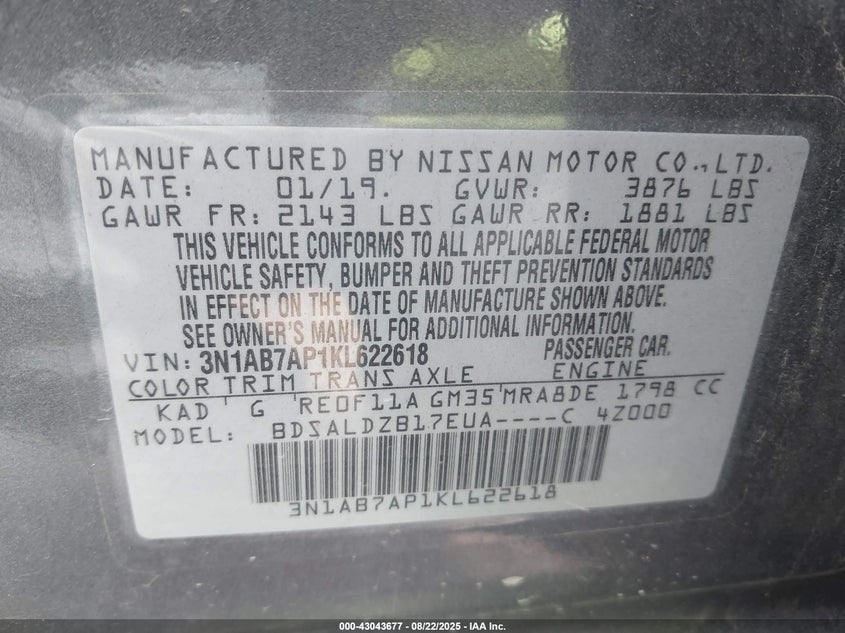 MANUFACTURED BY NISSAN MOTOR CO.,LTD.
DATE: 01/19. GVWR: 3876 LBS
GAWR FR: 2143 LBS GAWR RR: 1881 LBS
THIS VEHICLE CONFORMS TO ALL APPLICABLE FEDERAL MOTOR
VEHICLE SAFETY, BUMPER AND THEFT PREVENTION STANDARDS
IN EFFECT ON THE DATE OF MANUFACTURE SHOWN ABOVE.
SEE OWNER'S MANUAL FOR ADDITIONAL INFORMATION.
VIN: 3N1AB7AP1KL622618 PASSENGER CAR.
COLOR TRIM TRANS AXLE ENGINE
KAD ' G 'RE0F11A GM35'MRA8DE 1798 CC
MODEL: BDSALDZB17EUA----C 4Z000
3N1AB7AP1KL622618
000-43043677 - 08/22/2025 - IAA Inc.